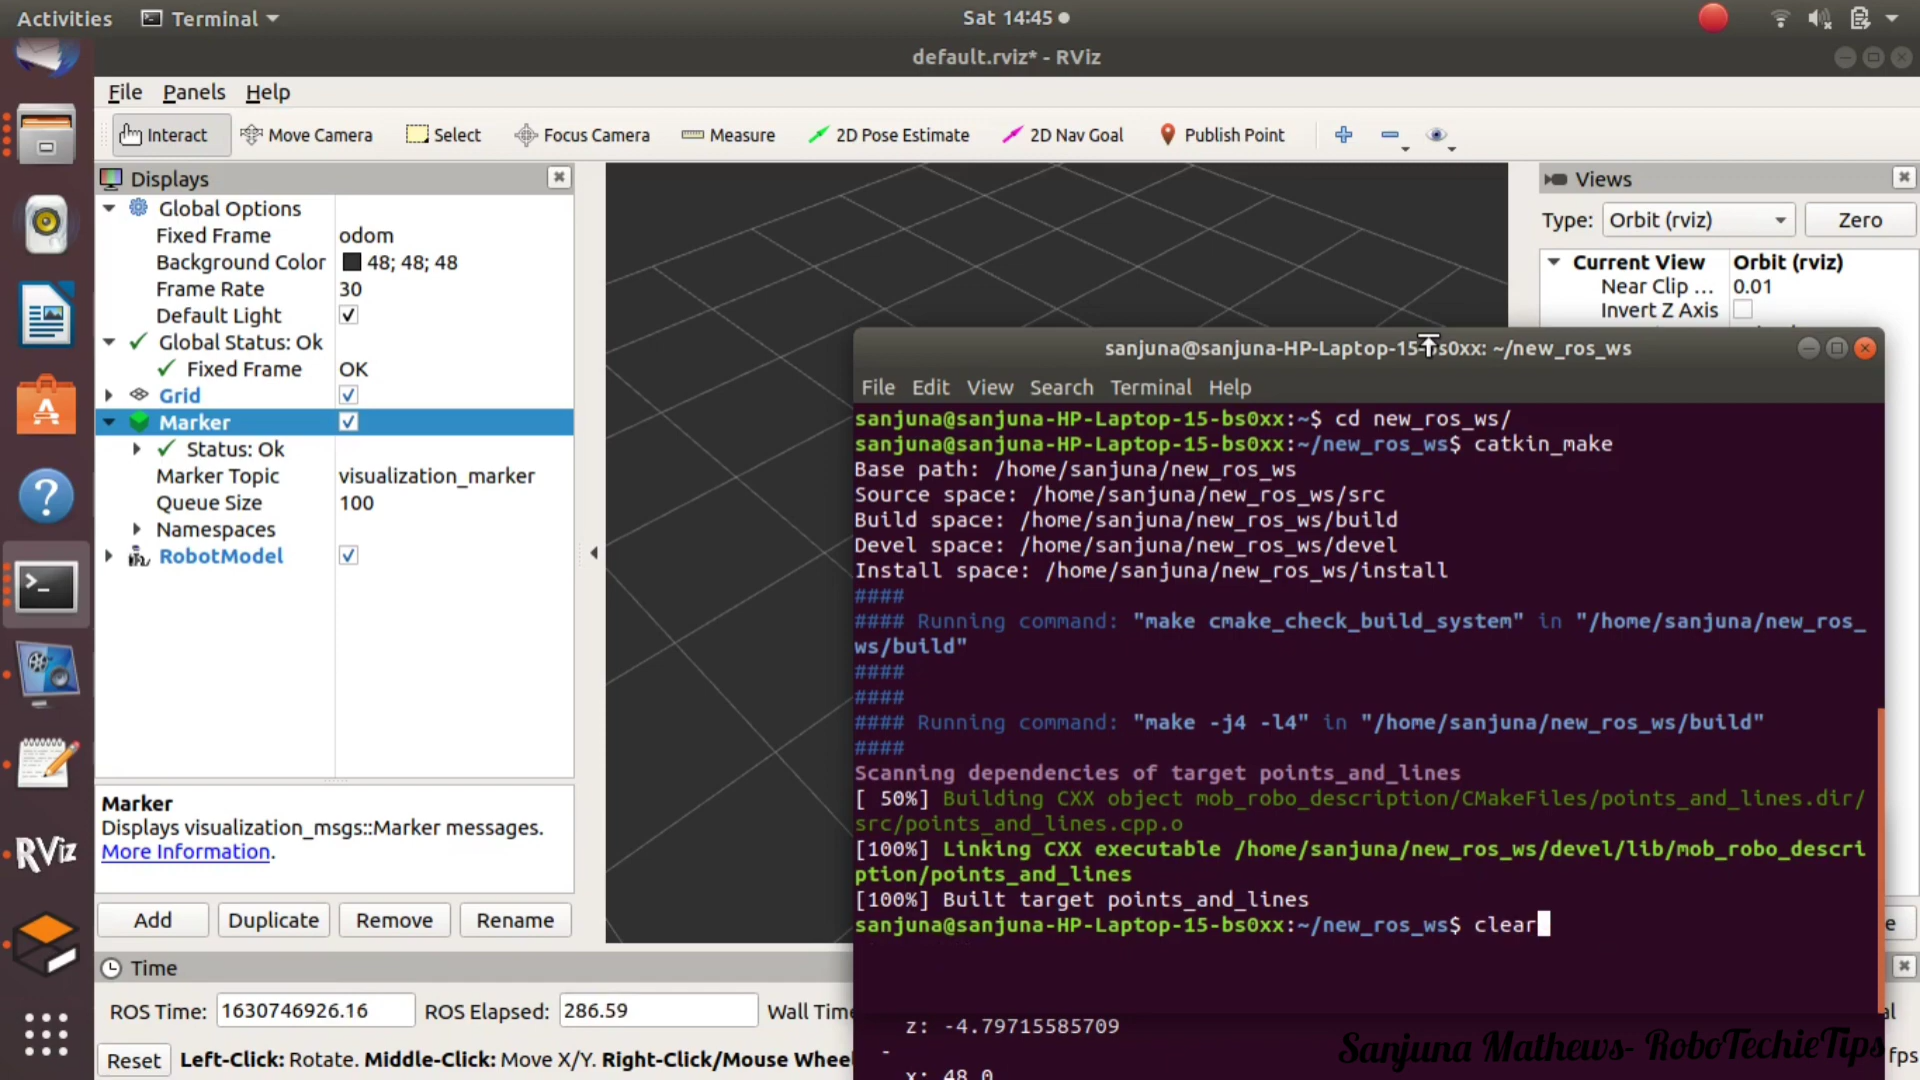 Activities
Terminal
Sat 14:45
default.rviz* - RViz
File Panels Help
Interact Move Camera Select Focus Camera Measure 2D Pose Estimate 2D Nav Goal Publish Point
Displays
Global Options
Fixed Frame odom
Background Color 48; 48; 48
Frame Rate 30
Default Light
Global Status: Ok
Fixed Frame OK
Grid
Marker
Status: Ok
Marker Topic visualization_marker
Queue Size 100
Namespaces
RobotModel
Marker
Displays visualization_msgs::Marker messages.
More Information.
Add Duplicate Remove Rename
Views
Type: Orbit (rviz) Zero
Current View Orbit (rviz)
Near Clip ... 0.01
Invert Z Axis
sanjuna@sanjuna-HP-Laptop-15-bs0xx: ~/new_ros_ws
File Edit View Search Terminal Help
sanjuna@sanjuna-HP-Laptop-15-bs0xx:~$ cd new_ros_ws/
sanjuna@sanjuna-HP-Laptop-15-bs0xx:~/new_ros_ws$ catkin_make
Base path: /home/sanjuna/new_ros_ws
Source space: /home/sanjuna/new_ros_ws/src
Build space: /home/sanjuna/new_ros_ws/build
Devel space: /home/sanjuna/new_ros_ws/devel
Install space: /home/sanjuna/new_ros_ws/install
####
#### Running command: "make cmake_check_build_system" in "/home/sanjuna/new_ros_
ws/build"
####
####
#### Running command: "make -j4 -l4" in "/home/sanjuna/new_ros_ws/build"
####
Scanning dependencies of target points_and_lines
[ 50%] Building CXX object mob_robo_description/CMakeFiles/points_and_lines.dir/
src/points_and_lines.cpp.o
[100%] Linking CXX executable /home/sanjuna/new_ros_ws/devel/lib/mob_robo_descri
ption/points_and_lines
[100%] Built target points_and_lines
sanjuna@sanjuna-HP-Laptop-15-bs0xx:~/new_ros_ws$ clear
z: -4.79715585709
-
x: 48.0
Time
ROS Time: 1630746926.16 ROS Elapsed: 286.59 Wall Time
Reset Left-Click: Rotate. Middle-Click: Move X/Y. Right-Click/Mouse Wheel
RViz
Sanjuna Mathews- RoboTechieTips
fps